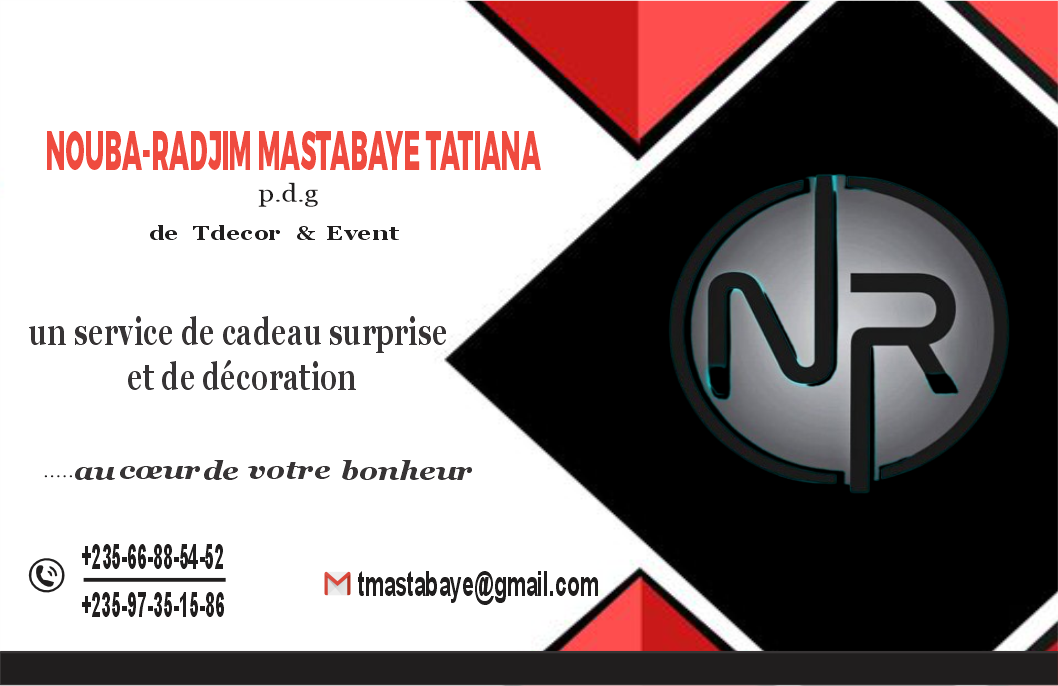 NOUBA-RADJIM MASTABAYE TATIANA
p.d.g
de Tdecor & Event
un service de cadeau surprise
et de décoration
.....au cœur de votre bonheur
+235-66-88-54-52
+235-97-35-15-86
tmastabaye@gmail.com
NR